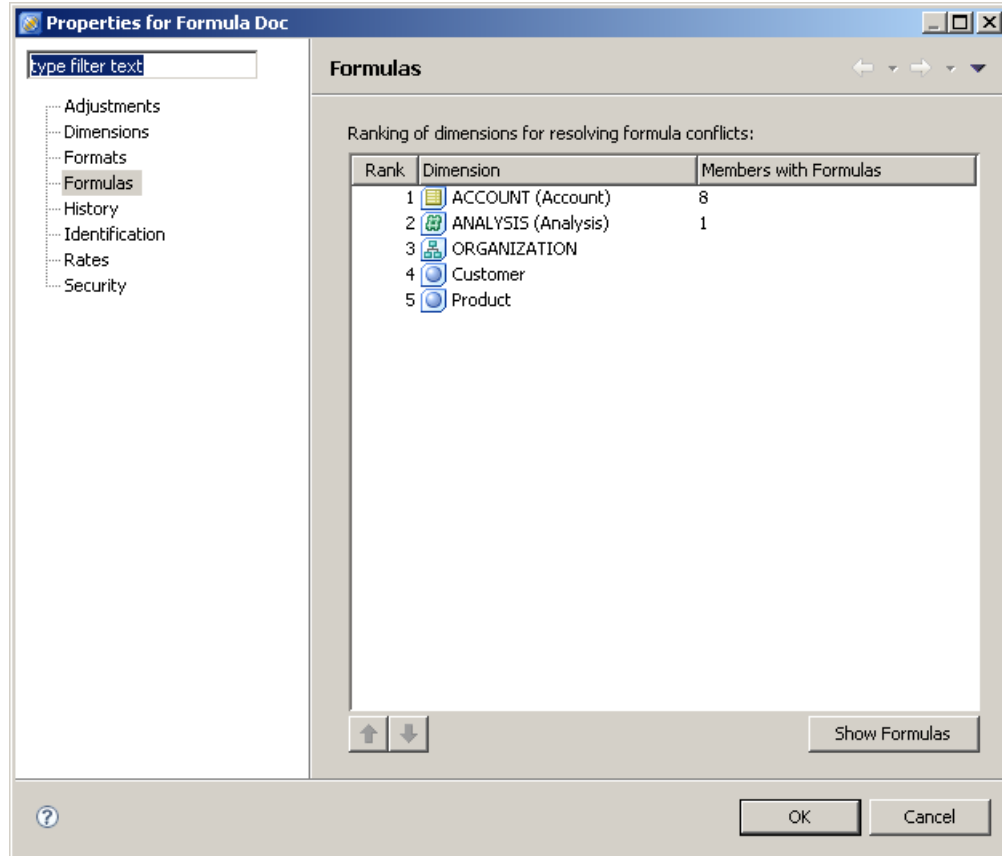 Properties for Formula Doc
type filter text
Adjustments
Dimensions
Formats
Formulas
History
Identification
Rates
Security
Formulas
Ranking of dimensions for resolving formula conflicts:
Rank Dimension Members with Formulas
1 ACCOUNT (Account) 8
2 ANALYSIS (Analysis) 1
3 ORGANIZATION
4 Customer
5 Product
Show Formulas
?
OK Cancel